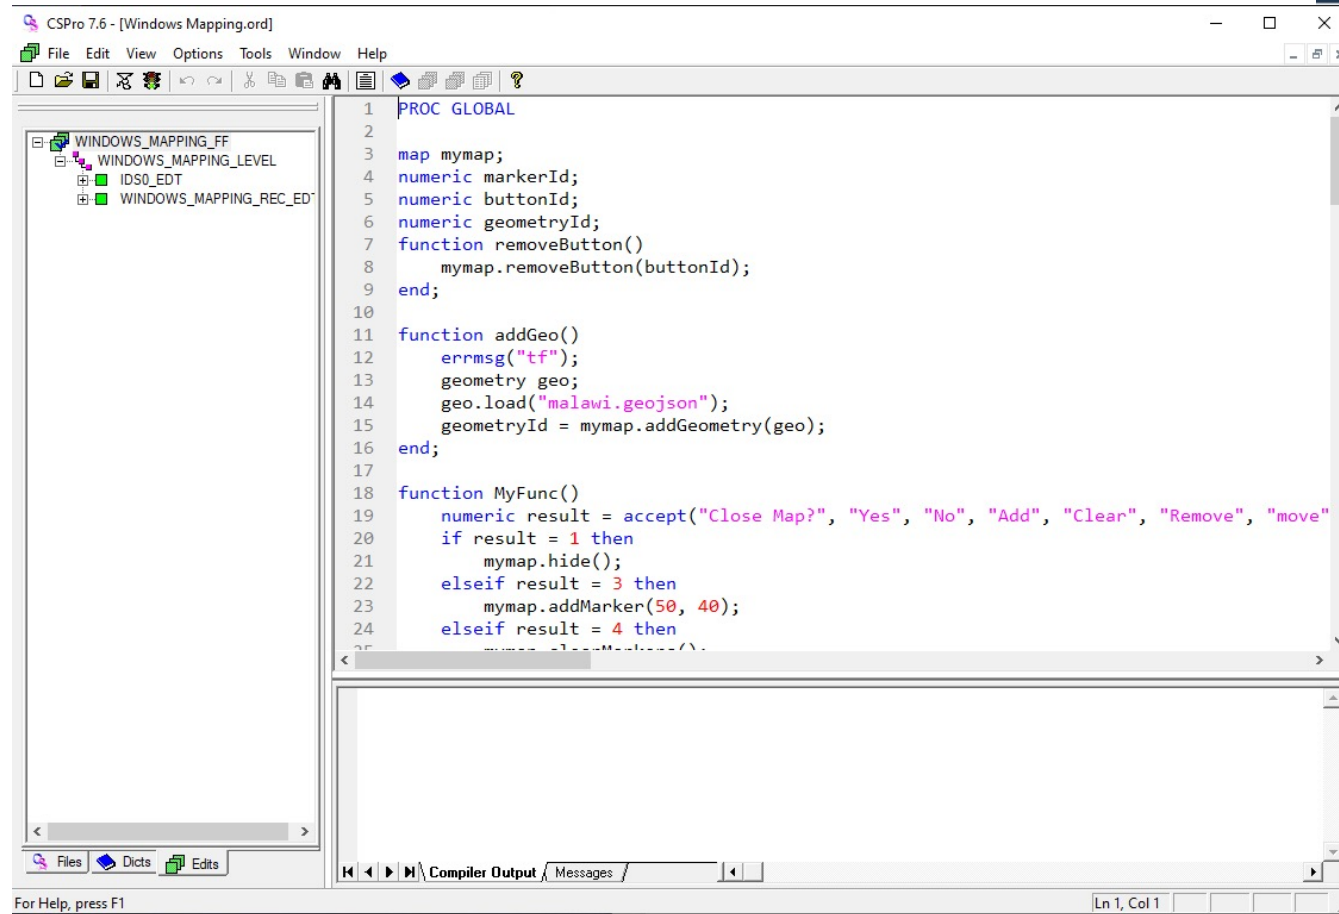 CSPro 7.6 - [Windows Mapping.ord]
File Edit View Options Tools Window Help
WINDOWS_MAPPING_FF
WINDOWS_MAPPING_LEVEL
IDS0_EDT
WINDOWS_MAPPING_REC_EDT
1 PROC GLOBAL
2
3 map mymap;
4 numeric markerId;
5 numeric buttonId;
6 numeric geometryId;
7 function removeButton()
8 mymap.removeButton(buttonId);
9 end;
10
11 function addGeo()
12 errmsg("tf");
13 geometry geo;
14 geo.load("malawi.geojson");
15 geometryId = mymap.addGeometry(geo);
16 end;
17
18 function MyFunc()
19 numeric result = accept("Close Map?", "Yes", "No", "Add", "Clear", "Remove", "move"
20 if result = 1 then
21 mymap.hide();
22 elseif result = 3 then
23 mymap.addMarker(50, 40);
24 elseif result = 4 then
25 mymap.clearMarkers();
Files Dicts Edits
Compiler Output Messages
For Help, press F1
Ln 1, Col 1